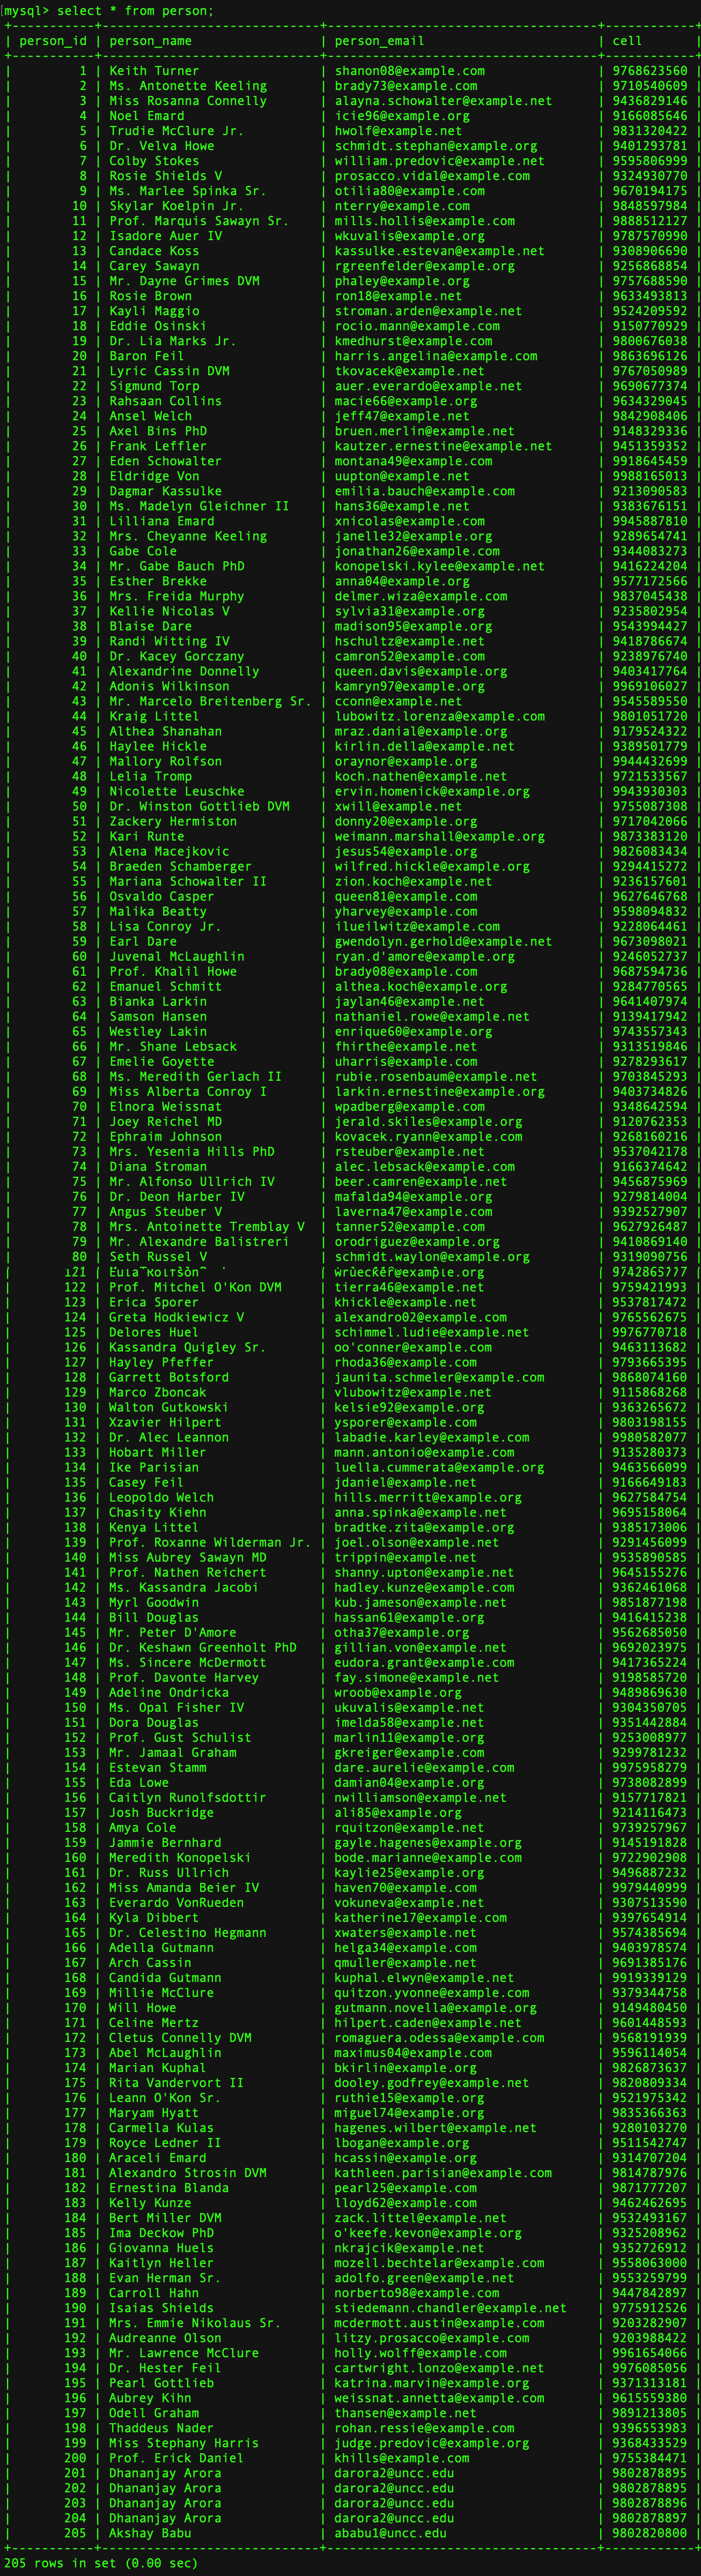 mysql> select * from person;
+-----------+----------------------------+-----------------------------------+------------+
| person_id | person_name | person_email | cell |
+-----------+----------------------------+-----------------------------------+------------+
| 1 | Keith Turner | shanon08@example.com | 9768623560 |
| 2 | Ms. Antonette Keeling | brady73@example.com | 9710540609 |
| 3 | Miss Rosanna Connelly | alayna.schowalter@example.net | 9436829146 |
| 4 | Noel Emard | icie96@example.org | 9166085646 |
| 5 | Trudie McClure Jr. | hwolf@example.net | 9831320422 |
| 6 | Dr. Velva Howe | schmidt.stephan@example.org | 9401293781 |
| 7 | Colby Stokes | william.predovic@example.net | 9595806999 |
| 8 | Rosie Shields V | prosacco.vidal@example.com | 9324930770 |
| 9 | Ms. Marlee Spinka Sr. | otilia80@example.com | 9670194175 |
| 10 | Skylar Koelpin Jr. | nterry@example.com | 9848597984 |
| 11 | Prof. Marquis Sawayn Sr. | mills.hollis@example.com | 9888512127 |
| 12 | Isadore Auer IV | wkuvalis@example.org | 9787570990 |
| 13 | Candace Koss | kassulke.estevan@example.net | 9308906690 |
| 14 | Carey Sawayn | rgreenfelder@example.org | 9256868854 |
| 15 | Mr. Dayne Grimes DVM | phaley@example.org | 9757688590 |
| 16 | Rosie Brown | ron18@example.net | 9633493813 |
| 17 | Kayli Maggio | stroman.arden@example.net | 9524209592 |
| 18 | Eddie Osinski | rocio.mann@example.com | 9150770929 |
| 19 | Dr. Lia Marks Jr. | kmedhurst@example.com | 9800676038 |
| 20 | Baron Feil | harris.angelina@example.com | 9863696126 |
| 21 | Lyric Cassin DVM | tkovacek@example.net | 9767050989 |
| 22 | Sigmund Torp | auer.everardo@example.net | 9690677374 |
| 23 | Rahsaan Collins | macie66@example.org | 9634329045 |
| 24 | Ansel Welch | jeff47@example.net | 9842908406 |
| 25 | Axel Bins PhD | bruen.merlin@example.net | 9148329336 |
| 26 | Frank Leffler | kautzer.ernestine@example.net | 9451359352 |
| 27 | Eden Schowalter | montana49@example.com | 9918645459 |
| 28 | Eldridge Von | uupton@example.net | 9988165013 |
| 29 | Dagmar Kassulke | emilia.bauch@example.com | 9213090583 |
| 30 | Ms. Madelyn Gleichner II | hans36@example.net | 9383676151 |
| 31 | Lilliana Emard | xnicolas@example.com | 9945887810 |
| 32 | Mrs. Cheyanne Keeling | janelle32@example.org | 9289654741 |
| 33 | Gabe Cole | jonathan26@example.com | 9344083273 |
| 34 | Mr. Gabe Bauch PhD | konopelski.kylee@example.net | 9416224204 |
| 35 | Esther Brekke | anna04@example.org | 9577172566 |
| 36 | Mrs. Freida Murphy | delmer.wiza@example.com | 9837045438 |
| 37 | Kellie Nicolas V | sylvia31@example.org | 9235802954 |
| 38 | Blaise Dare | madison95@example.org | 9543994427 |
| 39 | Randi Witting IV | hschultz@example.net | 9418786674 |
| 40 | Dr. Kacey Gorczany | camron52@example.com | 9238976740 |
| 41 | Alexandrine Donnelly | queen.davis@example.org | 9403417764 |
| 42 | Adonis Wilkinson | kamryn97@example.org | 9969106027 |
| 43 | Mr. Marcelo Breitenberg Sr. | cconn@example.net | 9545589550 |
| 44 | Kraig Littel | lubowitz.lorenza@example.com | 9801051720 |
| 45 | Althea Shanahan | mraz.danial@example.org | 9179524322 |
| 46 | Haylee Hickle | kirlin.della@example.net | 9389501779 |
| 47 | Mallory Rolfson | oraynor@example.org | 9944432699 |
| 48 | Lelia Tromp | koch.nathen@example.net | 9721533567 |
| 49 | Nicolette Leuschke | ervin.homenick@example.org | 9943930303 |
| 50 | Dr. Winston Gottlieb DVM | xwill@example.net | 9755087308 |
| 51 | Zackery Hermiston | donny20@example.org | 9717042066 |
| 52 | Kari Runte | weimann.marshall@example.org | 9873383120 |
| 53 | Alena Macejkovic | jesus54@example.org | 9826083434 |
| 54 | Braeden Schamberger | wilfred.hickle@example.org | 9294415272 |
| 55 | Mariana Schowalter II | zion.koch@example.net | 9236157601 |
| 56 | Osvaldo Casper | queen81@example.com | 9627646768 |
| 57 | Malika Beatty | yharvey@example.com | 9598094832 |
| 58 | Lisa Conroy Jr. | ilueilwitz@example.com | 9228064461 |
| 59 | Earl Dare | gwendolyn.gerhold@example.net | 9673098021 |
| 60 | Juvenal McLaughlin | ryan.d'amore@example.org | 9246052737 |
| 61 | Prof. Khalil Howe | brady08@example.com | 9687594736 |
| 62 | Emanuel Schmitt | althea.koch@example.org | 9284770565 |
| 63 | Bianka Larkin | jaylan46@example.net | 9641407974 |
| 64 | Samson Hansen | nathaniel.rowe@example.net | 9139417942 |
| 65 | Westley Lakin | enrique60@example.org | 9743557343 |
| 66 | Mr. Shane Lebsack | fhirthe@example.net | 9313519846 |
| 67 | Emelie Goyette | uharris@example.com | 9278293617 |
| 68 | Ms. Meredith Gerlach II | rubie.rosenbaum@example.net | 9703845293 |
| 69 | Miss Alberta Conroy I | larkin.ernestine@example.org | 9403734826 |
| 70 | Elnora Weissnat | wpadberg@example.com | 9348642594 |
| 71 | Joey Reichel MD | jerald.skiles@example.org | 9120762353 |
| 72 | Ephraim Johnson | kovacek.ryann@example.com | 9268160216 |
| 73 | Mrs. Yesenia Hills PhD | rsteuber@example.net | 9537042178 |
| 74 | Diana Stroman | alec.lebsack@example.com | 9166374642 |
| 75 | Mr. Alfonso Ullrich IV | beer.camren@example.net | 9456875969 |
| 76 | Dr. Deon Harber IV | mafalda94@example.org | 9279814004 |
| 77 | Angus Steuber V | laverna47@example.com | 9392527907 |
| 78 | Mrs. Antoinette Tremblay V | tanner52@example.com | 9627926487 |
| 79 | Mr. Alexandre Balistreri | orodriguez@example.org | 9410869140 |
| 80 | Seth Russel V | schmidt.waylon@example.org | 9319090756 |
| 122 | Prof. Mitchel O'Kon DVM | tierra46@example.net | 9759421993 |
| 123 | Erica Sporer | khickle@example.net | 9537817472 |
| 124 | Greta Hodkiewicz V | alexandro02@example.com | 9765562675 |
| 125 | Delores Huel | schimmel.ludie@example.net | 9976770718 |
| 126 | Kassandra Quigley Sr. | oo'conner@example.com | 9463113682 |
| 127 | Hayley Pfeffer | rhoda36@example.com | 9793665395 |
| 128 | Garrett Botsford | jaunita.schmeler@example.com | 9868074160 |
| 129 | Marco Zboncak | vlubowitz@example.net | 9115868268 |
| 130 | Walton Gutkowski | kelsie92@example.org | 9363265672 |
| 131 | Xzavier Hilpert | ysporer@example.com | 9803198155 |
| 132 | Dr. Alec Leannon | labadie.karley@example.com | 9980582077 |
| 133 | Hobart Miller | mann.antonio@example.com | 9135280373 |
| 134 | Ike Parisian | luella.cummerata@example.org | 9463566099 |
| 135 | Casey Feil | jdaniel@example.net | 9166649183 |
| 136 | Leopoldo Welch | hills.merritt@example.org | 9627584754 |
| 137 | Chasity Kiehn | anna.spinka@example.net | 9695158064 |
| 138 | Kenya Littel | bradtke.zita@example.org | 9385173006 |
| 139 | Prof. Roxanne Wilderman Jr. | joel.olson@example.net | 9291456099 |
| 140 | Miss Aubrey Sawayn MD | trippin@example.net | 9535890585 |
| 141 | Prof. Nathen Reichert | shanny.upton@example.net | 9645155276 |
| 142 | Ms. Kassandra Jacobi | hadley.kunze@example.com | 9362461068 |
| 143 | Myrl Goodwin | kub.jameson@example.net | 9851877198 |
| 144 | Bill Douglas | hassan61@example.org | 9416415238 |
| 145 | Mr. Peter D'Amore | otha37@example.org | 9562685050 |
| 146 | Dr. Keshawn Greenholt PhD | gillian.von@example.net | 9692023975 |
| 147 | Ms. Sincere McDermott | eudora.grant@example.com | 9417365224 |
| 148 | Prof. Davonte Harvey | fay.simone@example.net | 9198585720 |
| 149 | Adeline Ondricka | wroob@example.org | 9489869630 |
| 150 | Ms. Opal Fisher IV | ukuvalis@example.net | 9304350705 |
| 151 | Dora Douglas | imelda58@example.net | 9351442884 |
| 152 | Prof. Gust Schulist | marlin11@example.org | 9253008977 |
| 153 | Mr. Jamaal Graham | gkreiger@example.com | 9299781232 |
| 154 | Estevan Stamm | dare.aurelie@example.com | 9975958279 |
| 155 | Eda Lowe | damian04@example.org | 9738082899 |
| 156 | Caitlyn Runolfsdottir | nwilliamson@example.net | 9157717821 |
| 157 | Josh Buckridge | ali85@example.org | 9214116473 |
| 158 | Amya Cole | rquitzon@example.net | 9739257967 |
| 159 | Jammie Bernhard | gayle.hagenes@example.org | 9145191828 |
| 160 | Meredith Konopelski | bode.marianne@example.com | 9722902908 |
| 161 | Dr. Russ Ullrich | kaylie25@example.org | 9496887232 |
| 162 | Miss Amanda Beier IV | haven70@example.com | 9979440999 |
| 163 | Everardo VonRueden | vokuneva@example.net | 9307513590 |
| 164 | Kyla Dibbert | katherine17@example.com | 9397654914 |
| 165 | Dr. Celestino Hegmann | xwaters@example.net | 9574385694 |
| 166 | Adella Gutmann | helga34@example.com | 9403978574 |
| 167 | Arch Cassin | qmuller@example.net | 9691385176 |
| 168 | Candida Gutmann | kuphal.elwyn@example.net | 9919339129 |
| 169 | Millie McClure | quitzon.yvonne@example.com | 9379344758 |
| 170 | Will Howe | gutmann.novella@example.org | 9149480450 |
| 171 | Celine Mertz | hilpert.caden@example.net | 9601448593 |
| 172 | Cletus Connelly DVM | romaguera.odessa@example.com | 9568191939 |
| 173 | Abel McLaughlin | maximus04@example.com | 9596114054 |
| 174 | Marian Kuphal | bkirlin@example.org | 9826873637 |
| 175 | Rita Vandervort II | dooley.godfrey@example.net | 9820809334 |
| 176 | Leann O'Kon Sr. | ruthie15@example.org | 9521975342 |
| 177 | Maryam Hyatt | miguel74@example.org | 9835366363 |
| 178 | Carmella Kulas | hagenes.wilbert@example.net | 9280103270 |
| 179 | Royce Ledner II | lbogan@example.org | 9511542747 |
| 180 | Araceli Emard | hcassin@example.org | 9314707204 |
| 181 | Alexandro Strosin DVM | kathleen.parisian@example.com | 9814787976 |
| 182 | Ernestina Blanda | pearl25@example.com | 9871777207 |
| 183 | Kelly Kunze | lloyd62@example.com | 9462462695 |
| 184 | Bert Miller DVM | zack.littel@example.net | 9532493167 |
| 185 | Ima Deckow PhD | o'keefe.kevon@example.org | 9325208962 |
| 186 | Giovanna Huels | nkrajcik@example.net | 9352726912 |
| 187 | Kaitlyn Heller | mozell.bechtelar@example.com | 9558063000 |
| 188 | Evan Herman Sr. | adolfo.green@example.net | 9553259799 |
| 189 | Carroll Hahn | norberto98@example.com | 9447842897 |
| 190 | Isaias Shields | stiedemann.chandler@example.net | 9775912526 |
| 191 | Mrs. Emmie Nikolaus Sr. | mcdermott.austin@example.com | 9203282907 |
| 192 | Audreanne Olson | litzy.prosacco@example.com | 9203988422 |
| 193 | Mr. Lawrence McClure | holly.wolff@example.com | 9961654066 |
| 194 | Dr. Hester Feil | cartwright.lonzo@example.net | 9976085056 |
| 195 | Pearl Gottlieb | katrina.marvin@example.org | 9371313181 |
| 196 | Aubrey Kihn | weissnat.annetta@example.com | 9615559380 |
| 197 | Odell Graham | thansen@example.net | 9891213805 |
| 198 | Thaddeus Nader | rohan.ressie@example.com | 9396553983 |
| 199 | Miss Stephany Harris | judge.predovic@example.org | 9368433529 |
| 200 | Prof. Erick Daniel | khills@example.com | 9755384471 |
| 201 | Dhananjay Arora | darora2@uncc.edu | 9802878895 |
| 202 | Dhananjay Arora | darora2@uncc.edu | 9802878895 |
| 203 | Dhananjay Arora | darora2@uncc.edu | 9802878896 |
| 204 | Dhananjay Arora | darora2@uncc.edu | 9802878897 |
| 205 | Akshay Babu | ababu1@uncc.edu | 9802820800 |
+-----------+----------------------------+-----------------------------------+------------+
205 rows in set (0.00 sec)